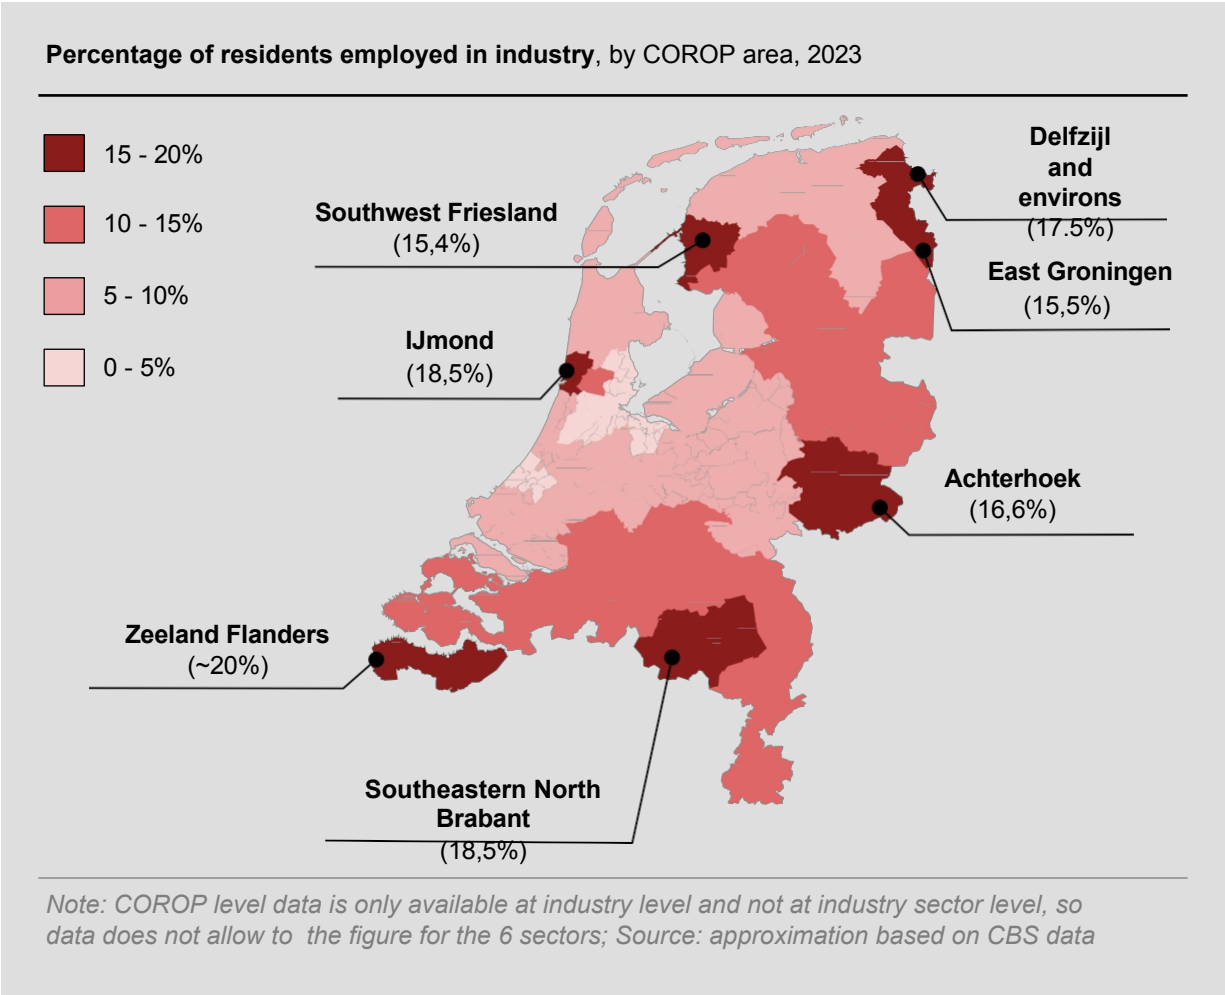 Percentage of residents employed in industry, by COROP area, 2023
15 - 20%
10 - 15%
5 - 10%
0 - 5%
Delfzijl
and
environs
(17.5%)
Southwest Friesland
(15,4%)
East Groningen
(15,5%)
IJmond
(18,5%)
Achterhoek
(16,6%)
Zeeland Flanders
(~20%)
Southeastern North
Brabant
(18,5%)
Note: COROP level data is only available at industry level and not at industry sector level, so
data does not allow to  the figure for the 6 sectors; Source: approximation based on CBS data